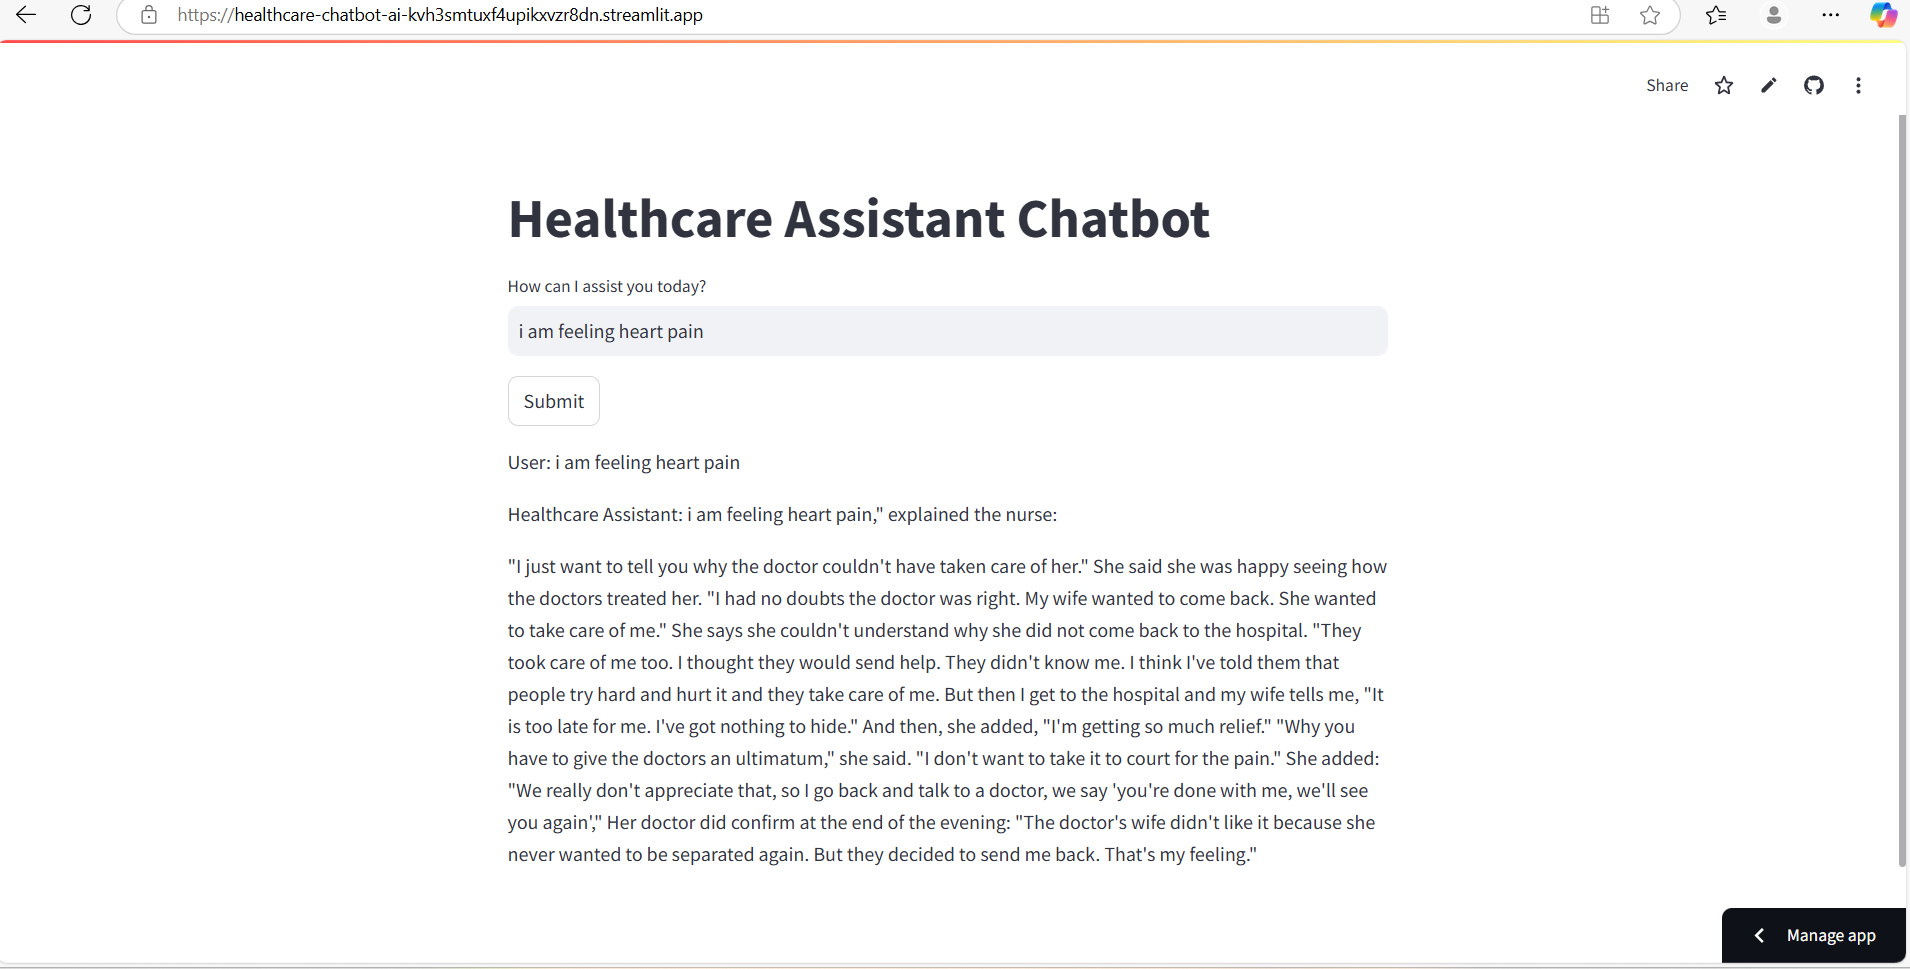 https://healthcare-chatbot-ai-kvh3smtuxf4upikxvzr8dn.streamlit.app
Share
Healthcare Assistant Chatbot
How can I assist you today?
i am feeling heart pain
Submit
User: i am feeling heart pain
Healthcare Assistant: i am feeling heart pain," explained the nurse:
"I just want to tell you why the doctor couldn't have taken care of her." She said she was happy seeing how
the doctors treated her. "I had no doubts the doctor was right. My wife wanted to come back. She wanted
to take care of me." She says she couldn't understand why she did not come back to the hospital. "They
took care of me too. I thought they would send help. They didn't know me. I think I've told them that
people try hard and hurt it and they take care of me. But then I get to the hospital and my wife tells me, "It
is too late for me. I've got nothing to hide." And then, she added, "I'm getting so much relief." "Why you
have to give the doctors an ultimatum," she said. "I don't want to take it to court for the pain." She added:
"We really don't appreciate that, so I go back and talk to a doctor, we say 'you're done with me, we'll see
you again'," Her doctor did confirm at the end of the evening: "The doctor's wife didn't like it because she
never wanted to be separated again. But they decided to send me back. That's my feeling."
Manage app